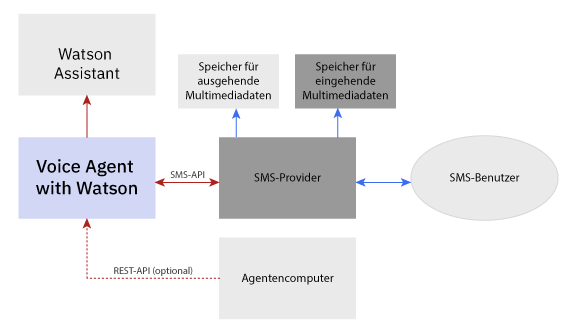 Watson
Assistant
Speicher für
ausgehende
Multimediadaten
Speicher für
eingehende
Multimediadaten
Voice Agent
with Watson
SMS-API
SMS-Provider
SMS-Benutzer
REST-API (optional)
Agentencomputer